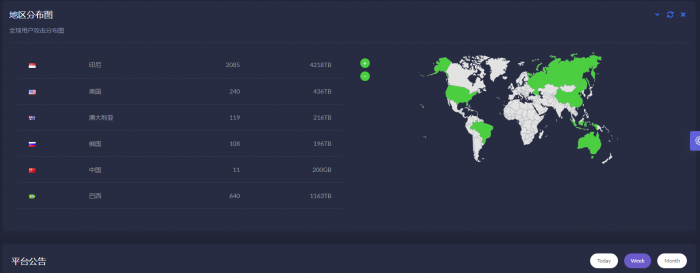 地区分布图
全球用户攻击分布图
印尼 2085 4218TB
美国 240 436TB
澳大利亚 119 216TB
俄国 108 196TB
中国 11 200GB
巴西 640 1163TB
平台公告
Today Week Month